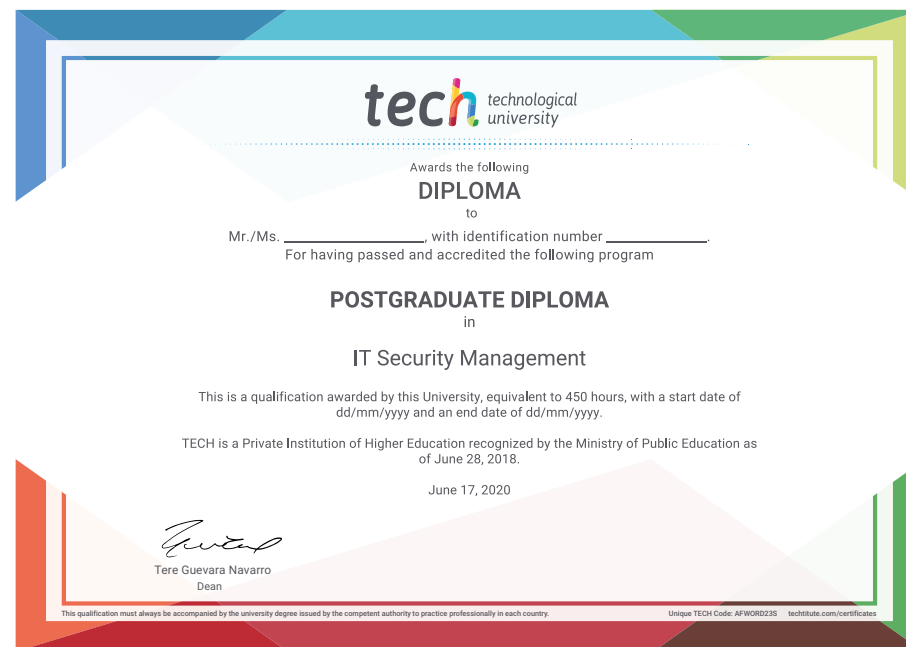 tech technological
university
Awards the following
DIPLOMA
to
Mr./Ms. ____________, with identification number ____________.
For having passed and accredited the following program
POSTGRADUATE DIPLOMA
in
IT Security Management
This is a qualification awarded by this University, equivalent to 450 hours, with a start date of
dd/mm/yyyy and an end date of dd/mm/yyyy.
TECH is a Private Institution of Higher Education recognized by the Ministry of Public Education as
of June 28, 2018.
June 17, 2020
Tere Guevara Navarro
Dean
This qualification must always be accompanied by the university degree issued by the competent authority to practice professionally in each country. Unique TECH Code: AFWORD23S techtitute.com/certificates